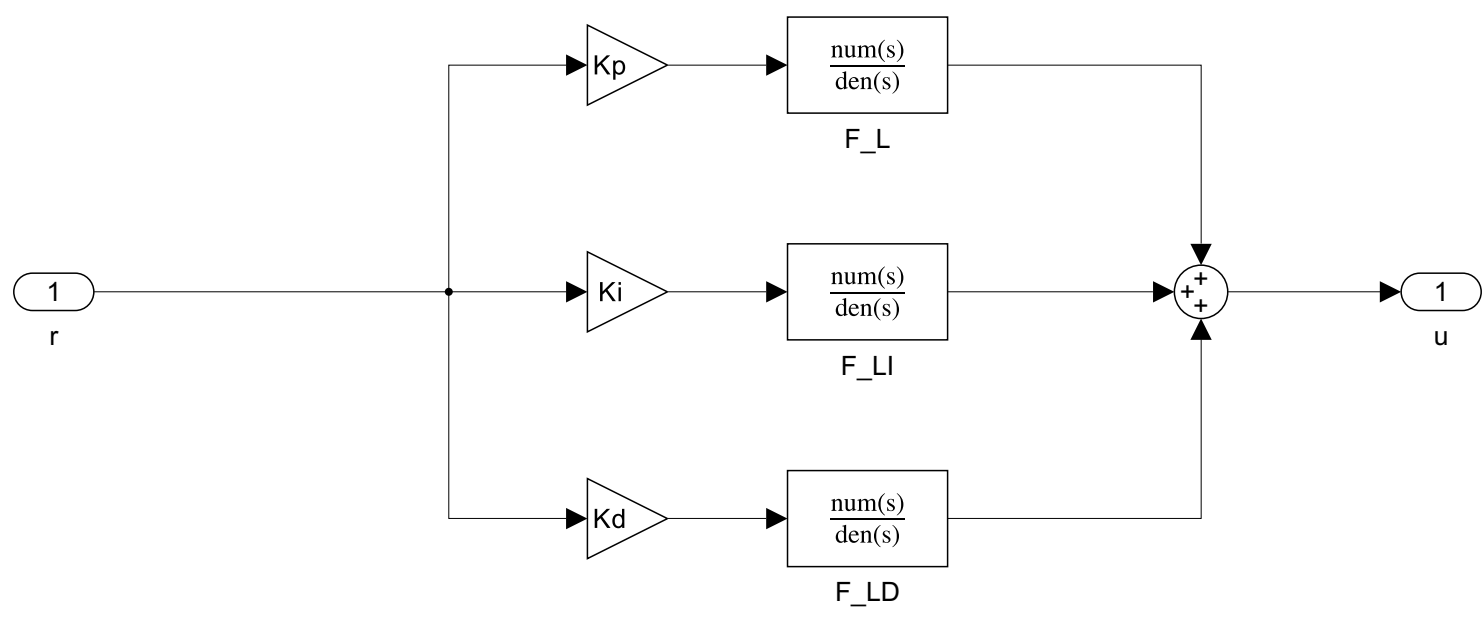 Kp
num(s)
den(s)
F_L
1
r
Ki
num(s)
den(s)
F_LI
+
+
+
1
u
Kd
num(s)
den(s)
F_LD